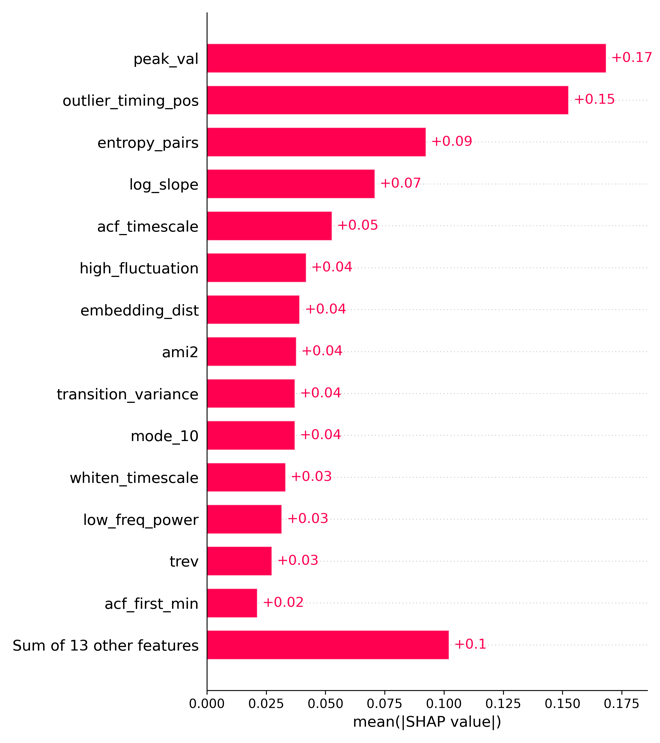 peak_val +0.17
outlier_timing_pos +0.15
entropy_pairs +0.09
log_slope +0.07
acf_timescale +0.05
high_fluctuation +0.04
embedding_dist +0.04
ami2 +0.04
transition_variance +0.04
mode_10 +0.04
whiten_timescale +0.03
low_freq_power +0.03
trev +0.03
acf_first_min +0.02
Sum of 13 other features +0.1
0.000 0.025 0.050 0.075 0.100 0.125 0.150 0.175
mean(|SHAP value|)